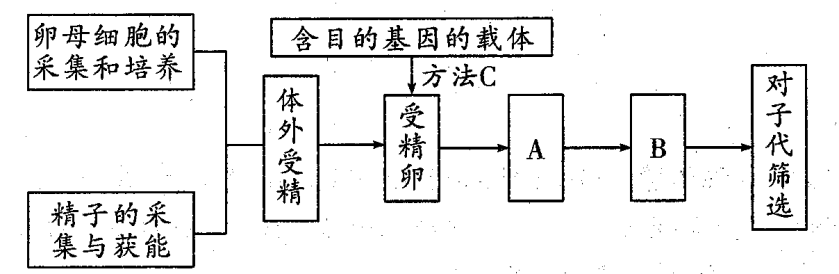 卵母细胞的
采集和培养
精子的采
集与获能
体外受精
含目的基因的载体
方法C
受精卵
A
B
对子代筛选